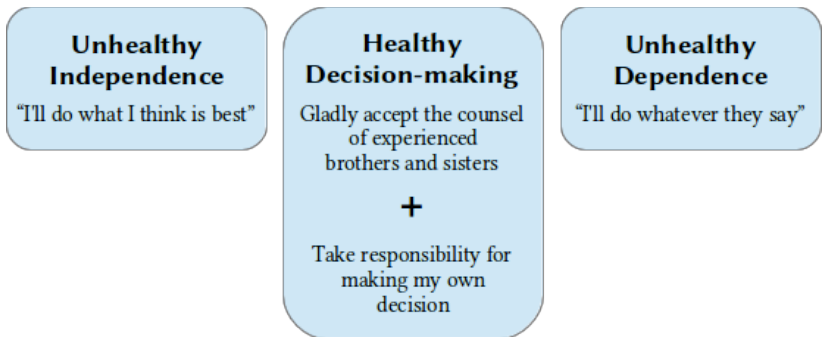 Unhealthy
Independence
“I'll do what I think is best”
Healthy
Decision-making
Gladly accept the counsel
of experienced
brothers and sisters
+
Take responsibility for
making my own
decision
Unhealthy
Dependence
“I'll do whatever they say”